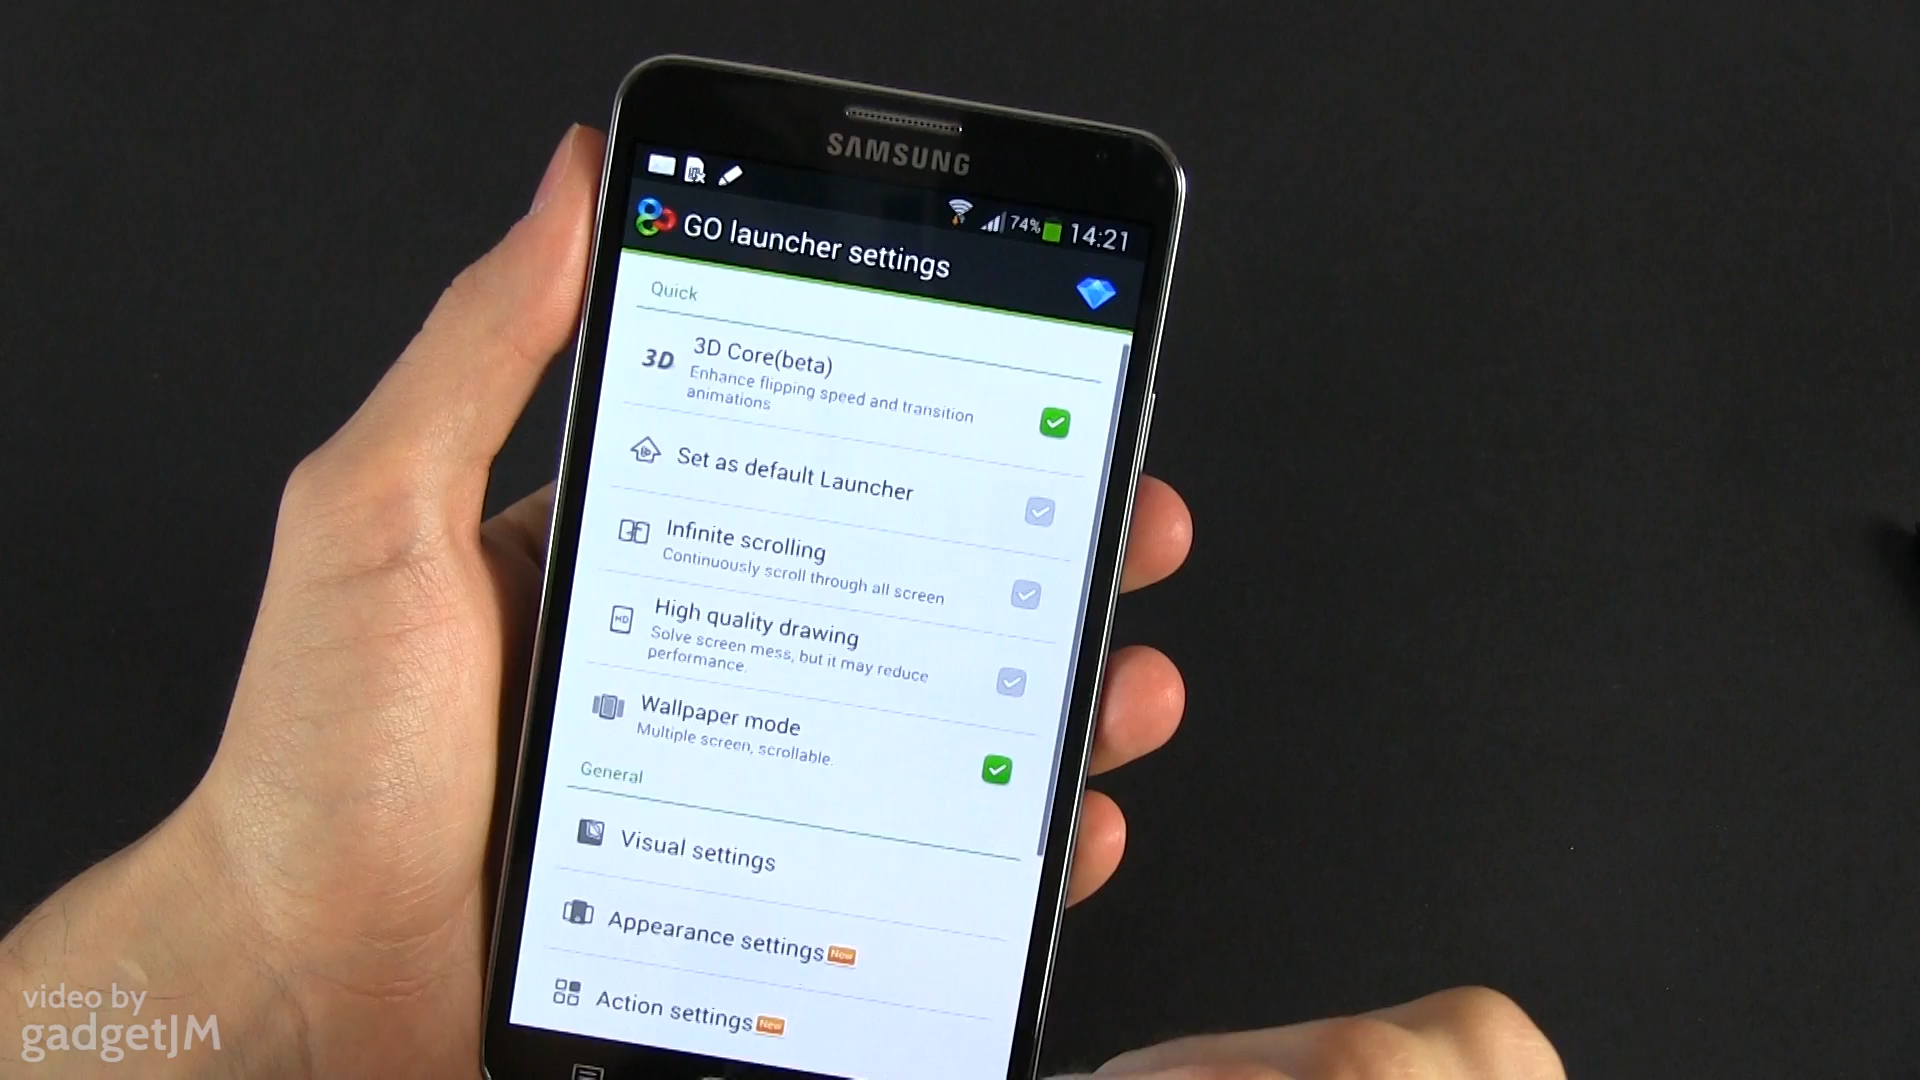 SAMSUNG
74% 14:21
GO launcher settings
Quick
3D
3D Core(beta)
Enhance flipping speed and transition
animations
Set as default Launcher
Infinite scrolling
Continuously scroll through all screen
HD
High quality drawing
Solve screen mess, but it may reduce
performance.
Wallpaper mode
Multiple screen, scrollable.
General
Visual settings
Appearance settings New
Action settings New
video by
gadgetJM